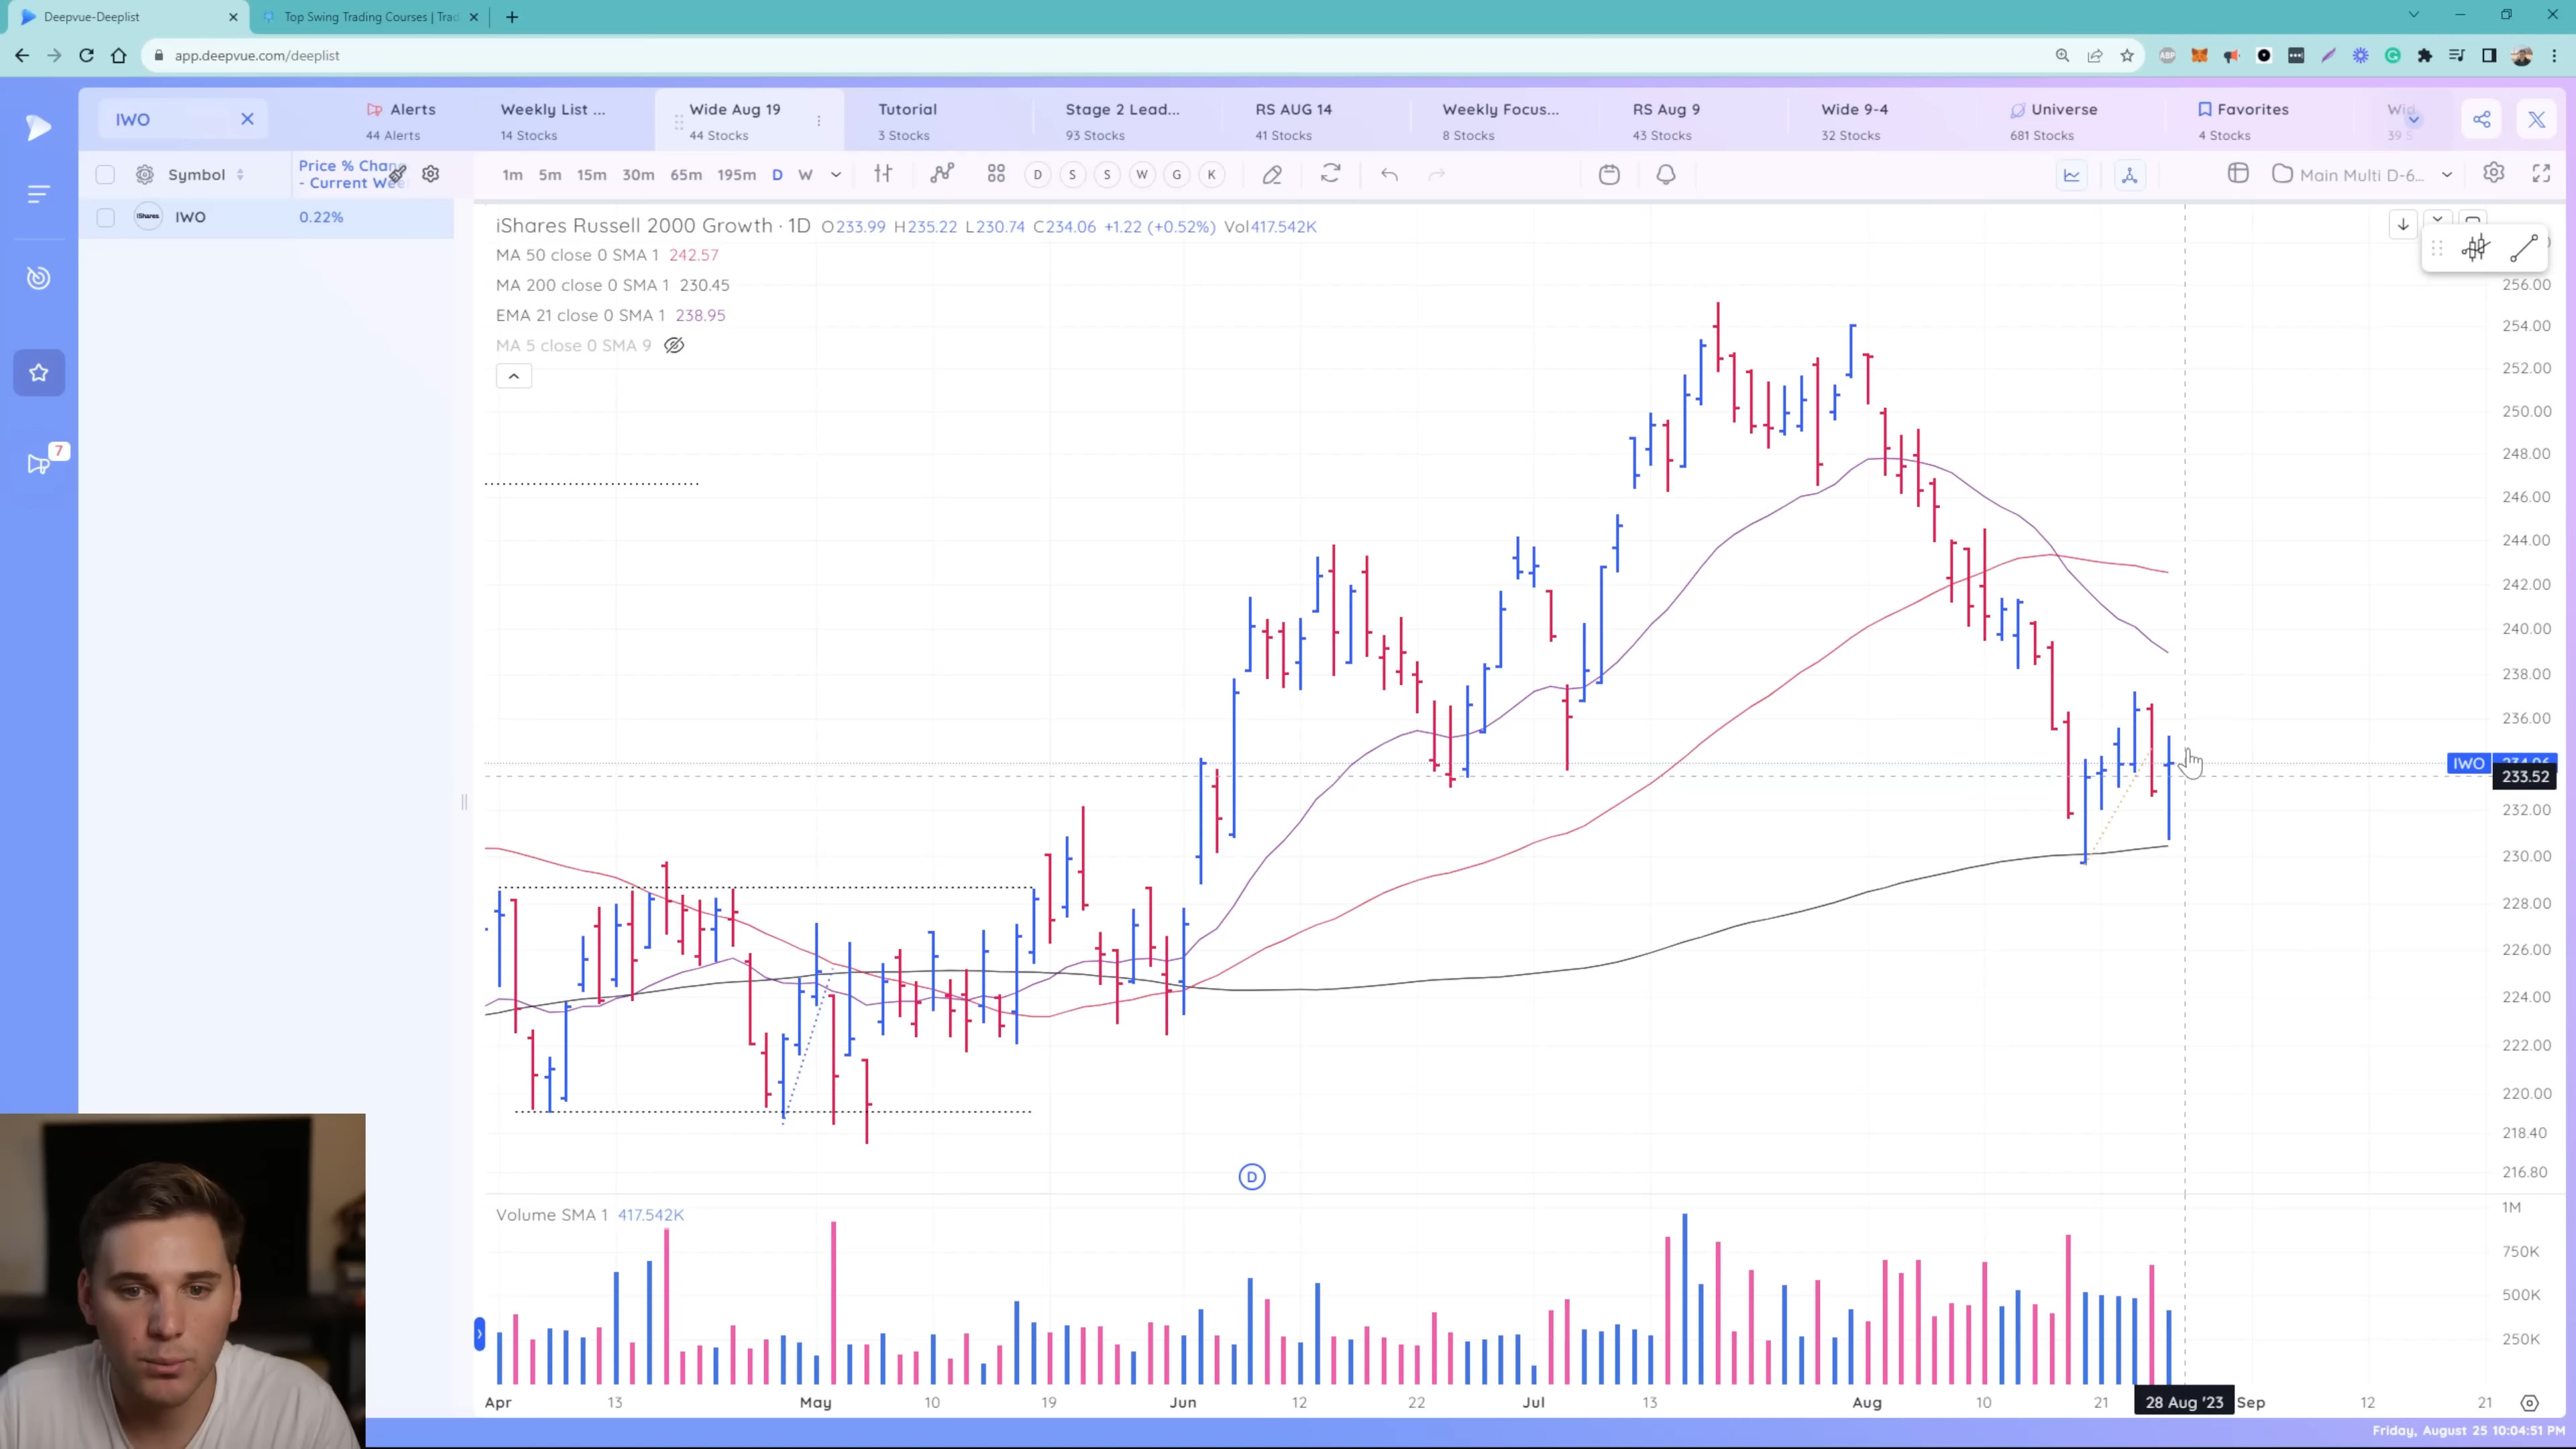 Deepvue-Deeplist
Top Swing Trading Courses | Trad
app.deepvue.com/deeplist
IWO
Alerts
44 Alerts
Weekly List ...
14 Stocks
Wide Aug 19
44 Stocks
Tutorial
3 Stocks
Stage 2 Lead...
93 Stocks
RS AUG 14
41 Stocks
Weekly Focus...
8 Stocks
RS Aug 9
43 Stocks
Wide 9-4
32 Stocks
Universe
681 Stocks
Favorites
4 Stocks
Symbol
Price % Chan
- Current Wee
1m 5m 15m 30m 65m 195m D W
D S S W G K
Main Multi D-6...
IWO 0.22%
7
iShares Russell 2000 Growth · 1D O233.99 H235.22 L230.74 C234.06 +1.22 (+0.52%) Vol417.542K
MA 50 close 0 SMA 1 242.57
MA 200 close 0 SMA 1 230.45
EMA 21 close 0 SMA 1 238.95
MA 5 close 0 SMA 9
256.00
254.00
252.00
250.00
248.00
246.00
244.00
242.00
240.00
238.00
236.00
IWO 234.06
233.52
232.00
230.00
228.00
226.00
224.00
222.00
220.00
218.40
216.80
D
Volume SMA 1 417.542K
1M
750K
500K
250K
Apr 13 May 10 19 Jun 12 22 Jul 13 Aug 10 21 28 Aug '23 Sep 12 21
Friday, August 25 10:04:51 PM